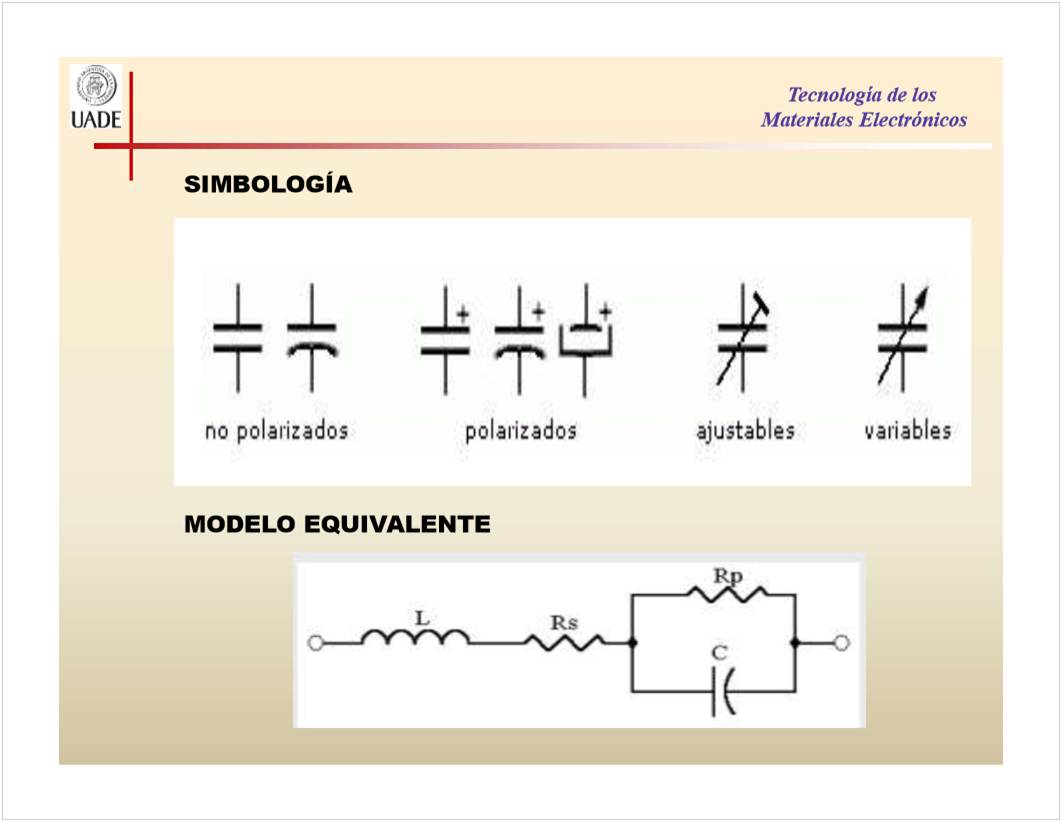 UADE
Tecnología de los
Materiales Electrónicos
SIMBOLOGÍA
+ + +
no polarizados polarizados ajustables variables
MODELO EQUIVALENTE
Rp
L Rs
C